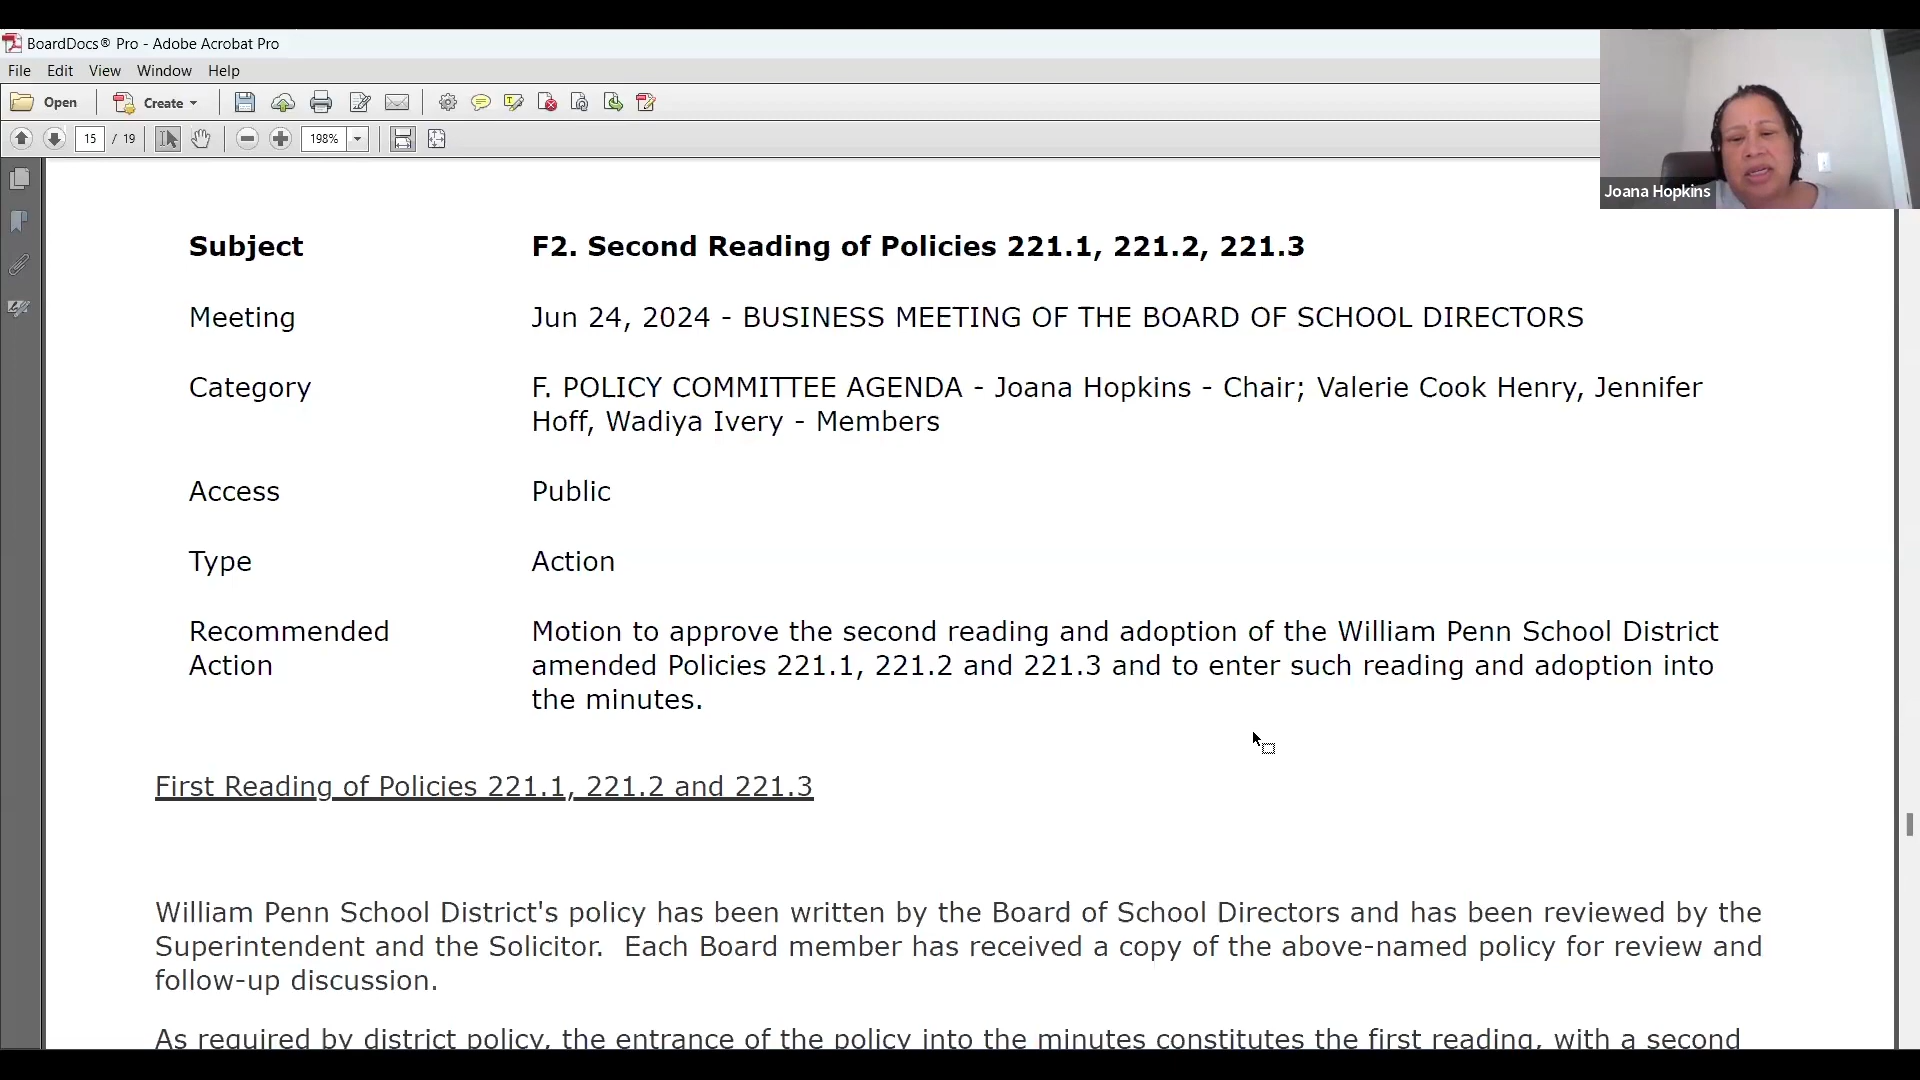 BoardDocs® Pro - Adobe Acrobat Pro
File Edit View Window Help
Open Create
15 / 19 198%
Joana Hopkins
Subject F2. Second Reading of Policies 221.1, 221.2, 221.3
Meeting Jun 24, 2024 - BUSINESS MEETING OF THE BOARD OF SCHOOL DIRECTORS
Category F. POLICY COMMITTEE AGENDA - Joana Hopkins - Chair; Valerie Cook Henry, Jennifer
Hoff, Wadiya Ivery - Members
Access Public
Type Action
Recommended Motion to approve the second reading and adoption of the William Penn School District
Action amended Policies 221.1, 221.2 and 221.3 and to enter such reading and adoption into
the minutes.
First Reading of Policies 221.1, 221.2 and 221.3
William Penn School District's policy has been written by the Board of School Directors and has been reviewed by the
Superintendent and the Solicitor. Each Board member has received a copy of the above-named policy for review and
follow-up discussion.
As required by district policy, the entrance of the policy into the minutes constitutes the first reading, with a second